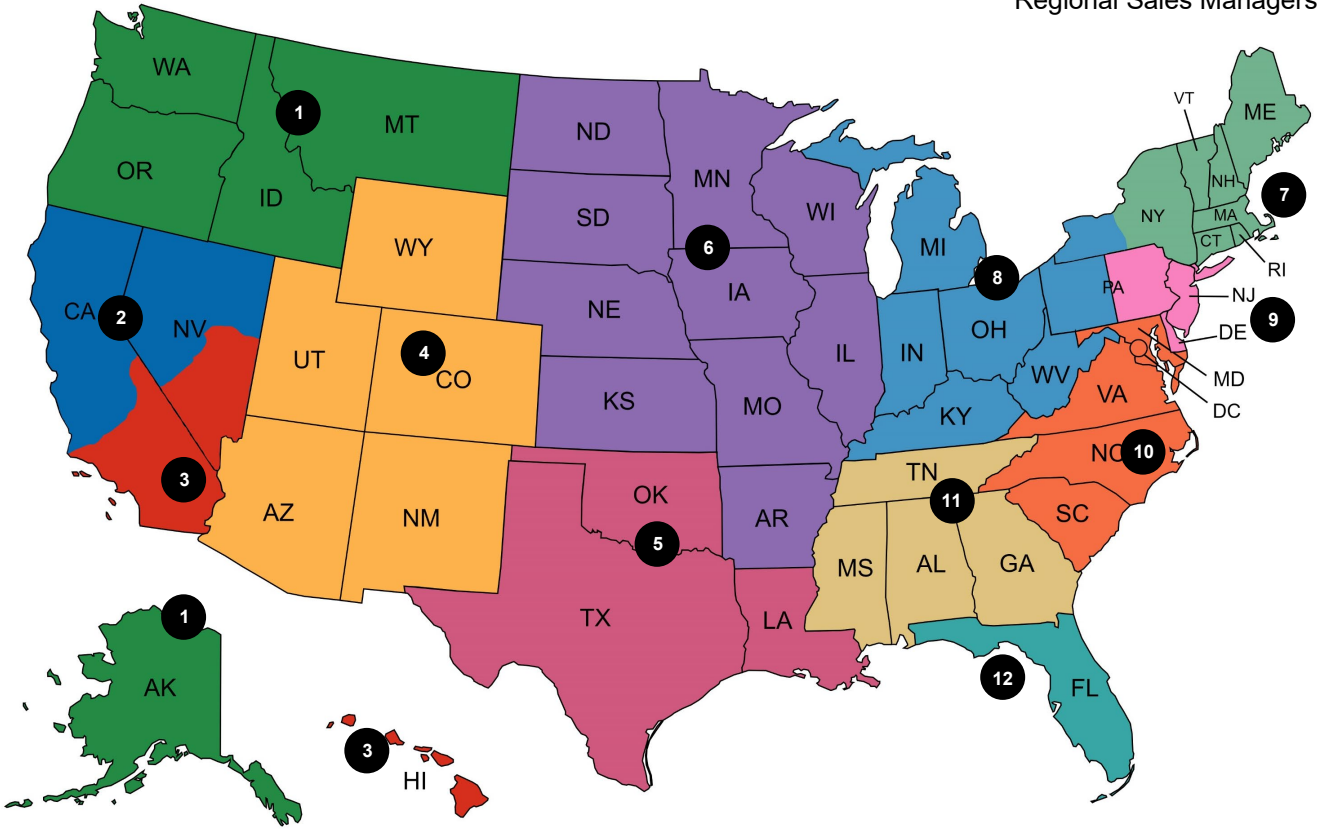 Regional Sales Managers
WA
1
MT
OR
ID
ND
MN
SD
WI
6
WY
NE
IA
CA
2
NV
UT
4
CO
KS
MO
IL
MI
8
IN
OH
WV
KY
VT
ME
NH
7
NY
MA
CT
RI
PA
NJ
9
DE
MD
DC
VA
NC
10
SC
3
AZ
NM
OK
5
AR
TX
LA
TN
11
MS
AL
GA
12
FL
1
AK
3
HI